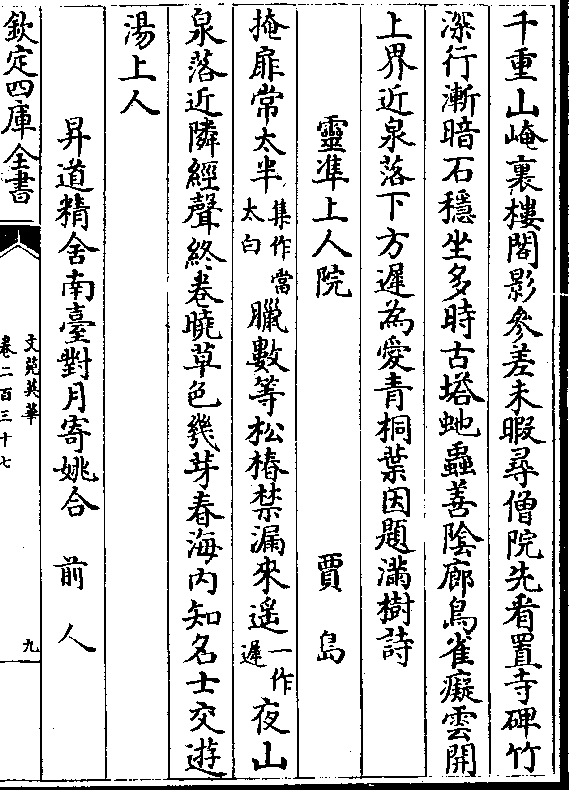 千重山崦裏樓閣影參差未暇尋僧院先看置寺碑竹
深行漸暗石穩坐多時古塔虵蟲善陰廊鳥雀癡雲開
上界近泉落下方遲為愛青桐葉因題滿樹詩
靈凖上人院 賈島
掩扉常太半集作當太白臘數等松椿禁漏來遥一作遲夜山
泉落近隣經聲終卷曉草色幾芽春海内知名士交遊
湯上人
昇道精舍南臺對月寄姚合 前人
欽定四庫全書
文苑英華
卷二百三十七
九